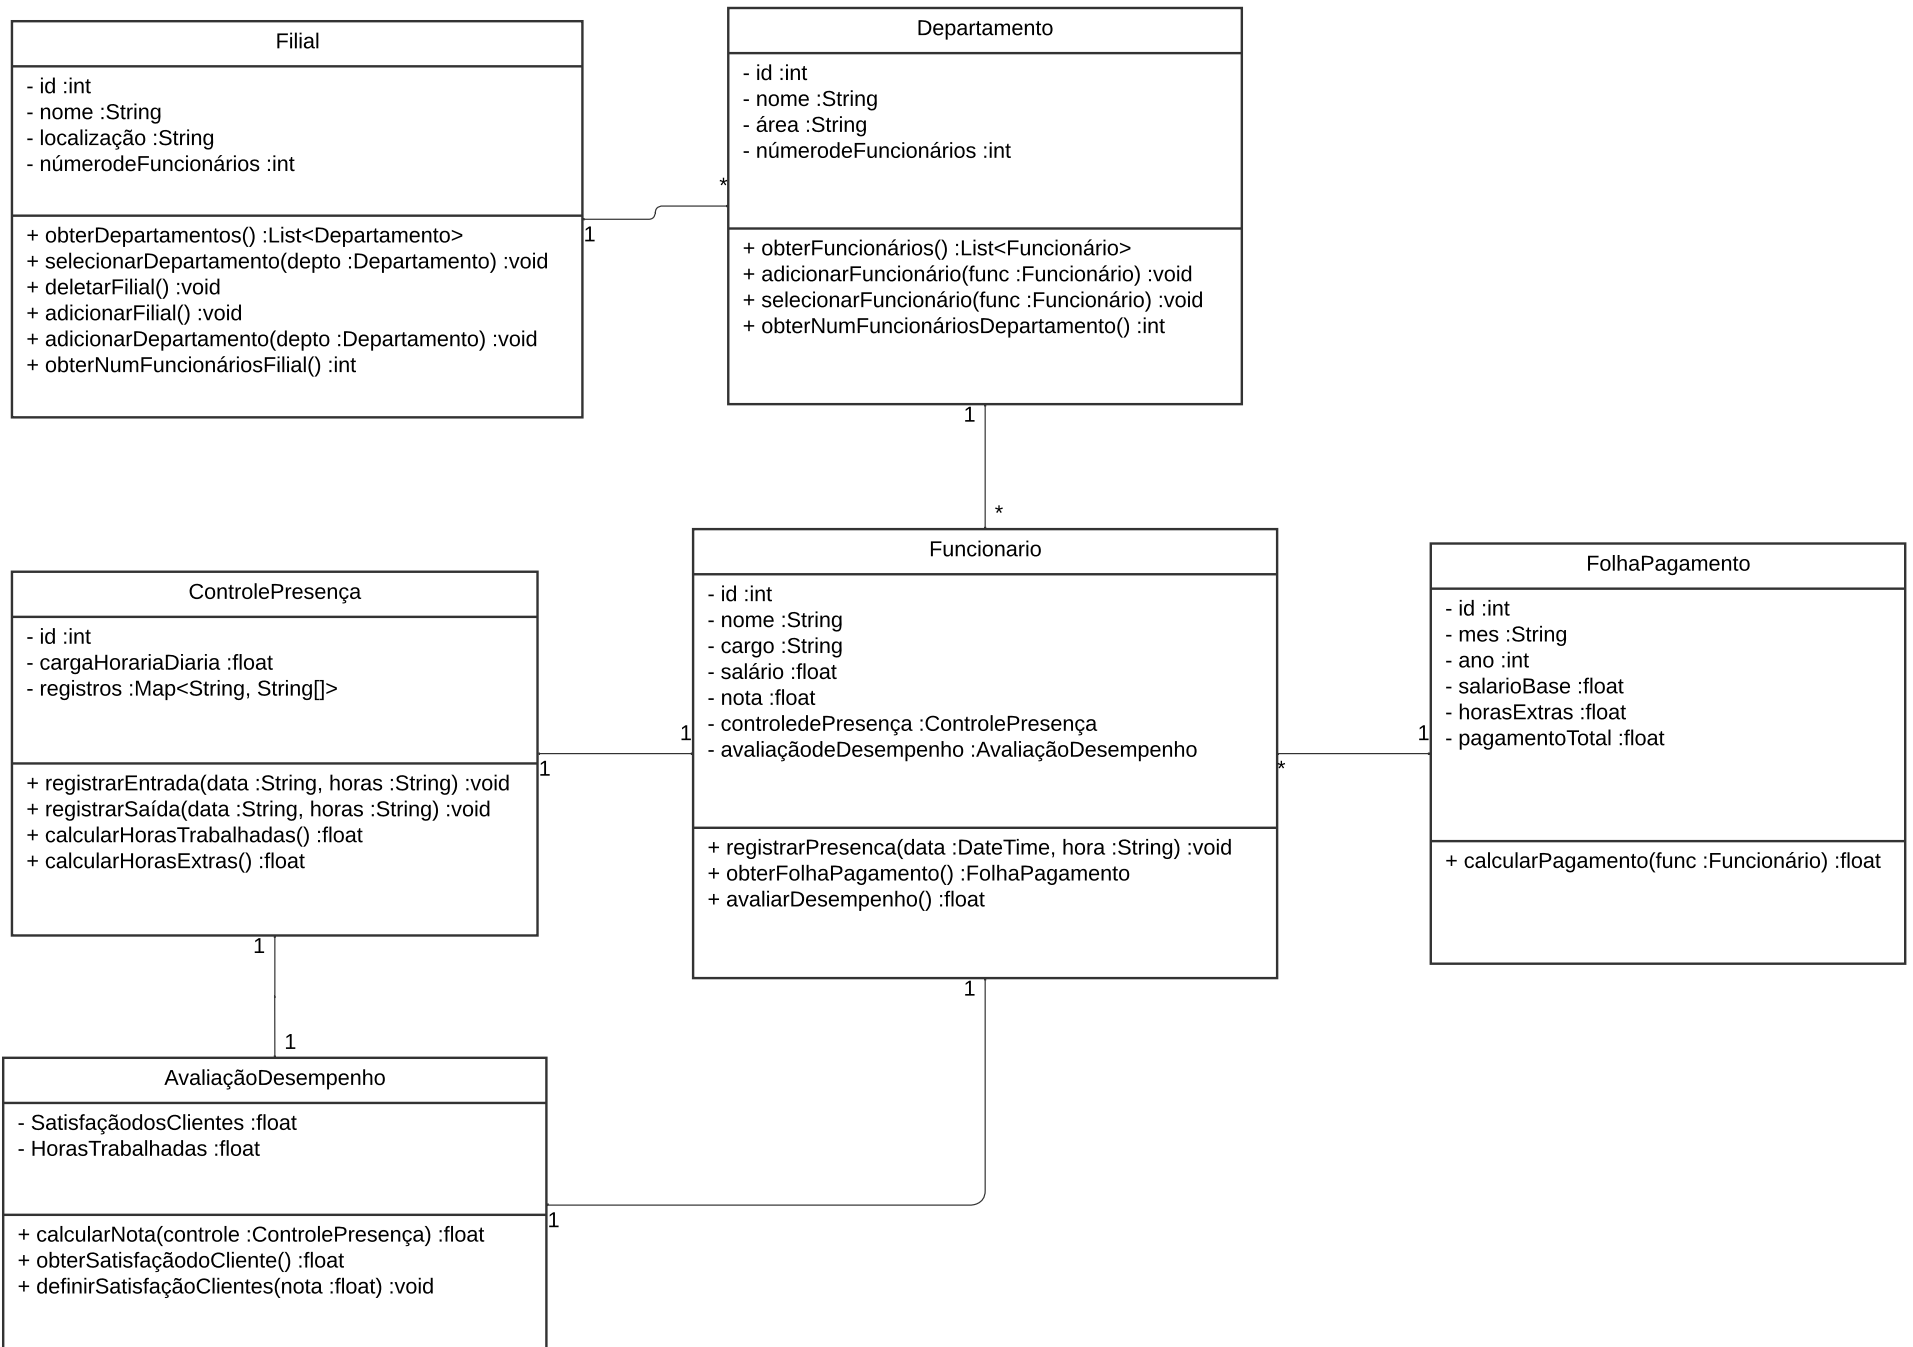 Filial
- id :int
- nome :String
- localização :String
- númerodeFuncionários :int
+ obterDepartamentos() :List<Departamento>
+ selecionarDepartamento(depto :Departamento) :void
+ deletarFilial() :void
+ adicionarFilial() :void
+ adicionarDepartamento(depto :Departamento) :void
+ obterNumFuncionáriosFilial() :int
1
*
Departamento
- id :int
- nome :String
- área :String
- númerodeFuncionários :int
+ obterFuncionários() :List<Funcionário>
+ adicionarFuncionário(func :Funcionário) :void
+ selecionarFuncionário(func :Funcionário) :void
+ obterNumFuncionáriosDepartamento() :int
1
*
ControlePresença
- id :int
- cargaHorariaDiaria :float
- registros :Map<String, String[]>
+ registrarEntrada(data :String, horas :String) :void
+ registrarSaída(data :String, horas :String) :void
+ calcularHorasTrabalhadas() :float
+ calcularHorasExtras() :float
1
1
Funcionario
- id :int
- nome :String
- cargo :String
- salário :float
- nota :float
- controledePresença :ControlePresença
- avaliaçãodeDesempenho :AvaliaçãoDesempenho
+ registrarPresenca(data :DateTime, hora :String) :void
+ obterFolhaPagamento() :FolhaPagamento
+ avaliarDesempenho() :float
*
1
FolhaPagamento
- id :int
- mes :String
- ano :int
- salarioBase :float
- horasExtras :float
- pagamentoTotal :float
+ calcularPagamento(func :Funcionário) :float
1
1
1
AvaliaçãoDesempenho
- SatisfaçãodosClientes :float
- HorasTrabalhadas :float
+ calcularNota(controle :ControlePresença) :float
+ obterSatisfaçãodoCliente() :float
+ definirSatisfaçãoClientes(nota :float) :void
1